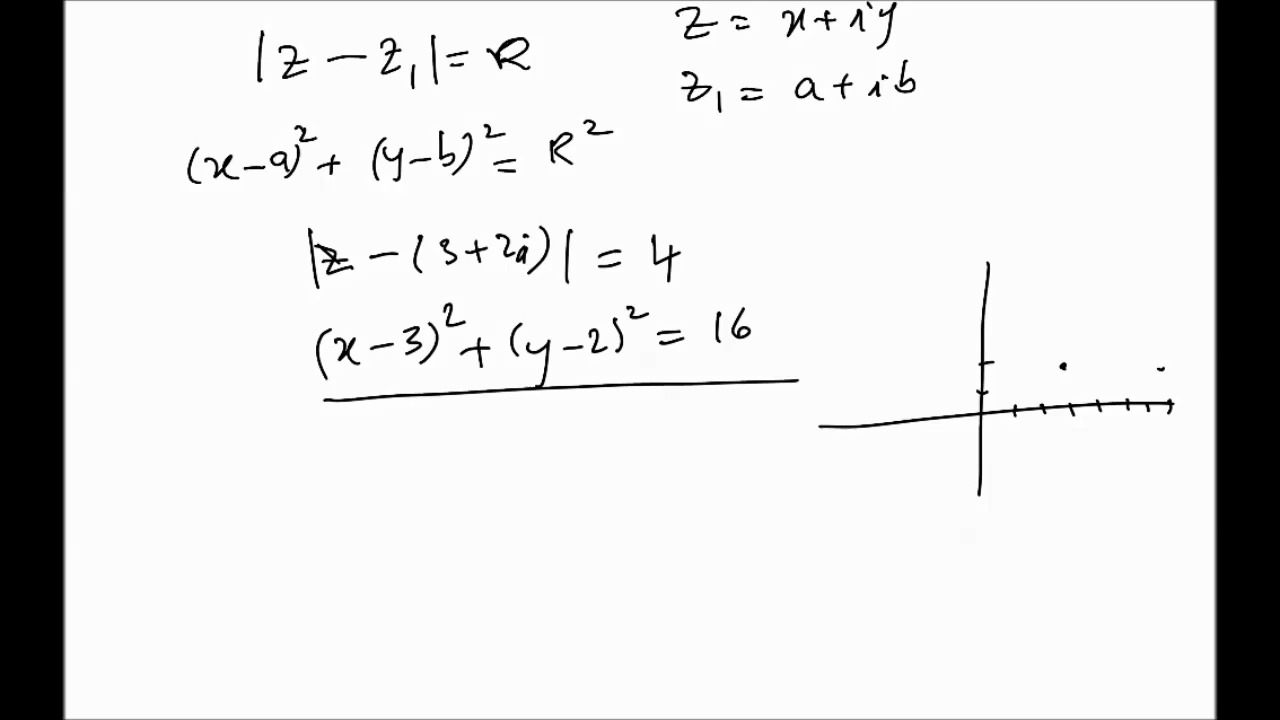 |z − z₁| = R
z = x + iy
z₁ = a + ib
(x−a)² + (y−b)² = R²
|z − (3+2i)| = 4
(x−3)² + (y−2)² = 16